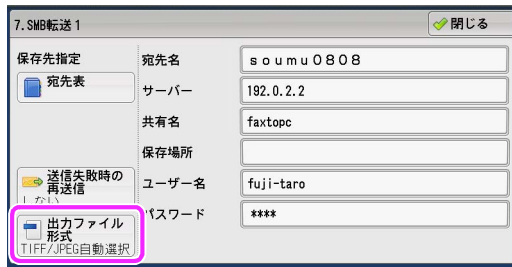 7.SMB転送1
閉じる
保存先指定
宛先表
宛先名
soumu0808
サーバー
192.0.2.2
共有名
faxtopc
保存場所
送信失敗時の
再送信
しない
ユーザー名
fuji-taro
パスワード
****
出力ファイル
形式
TIFF/JPEG自動選択